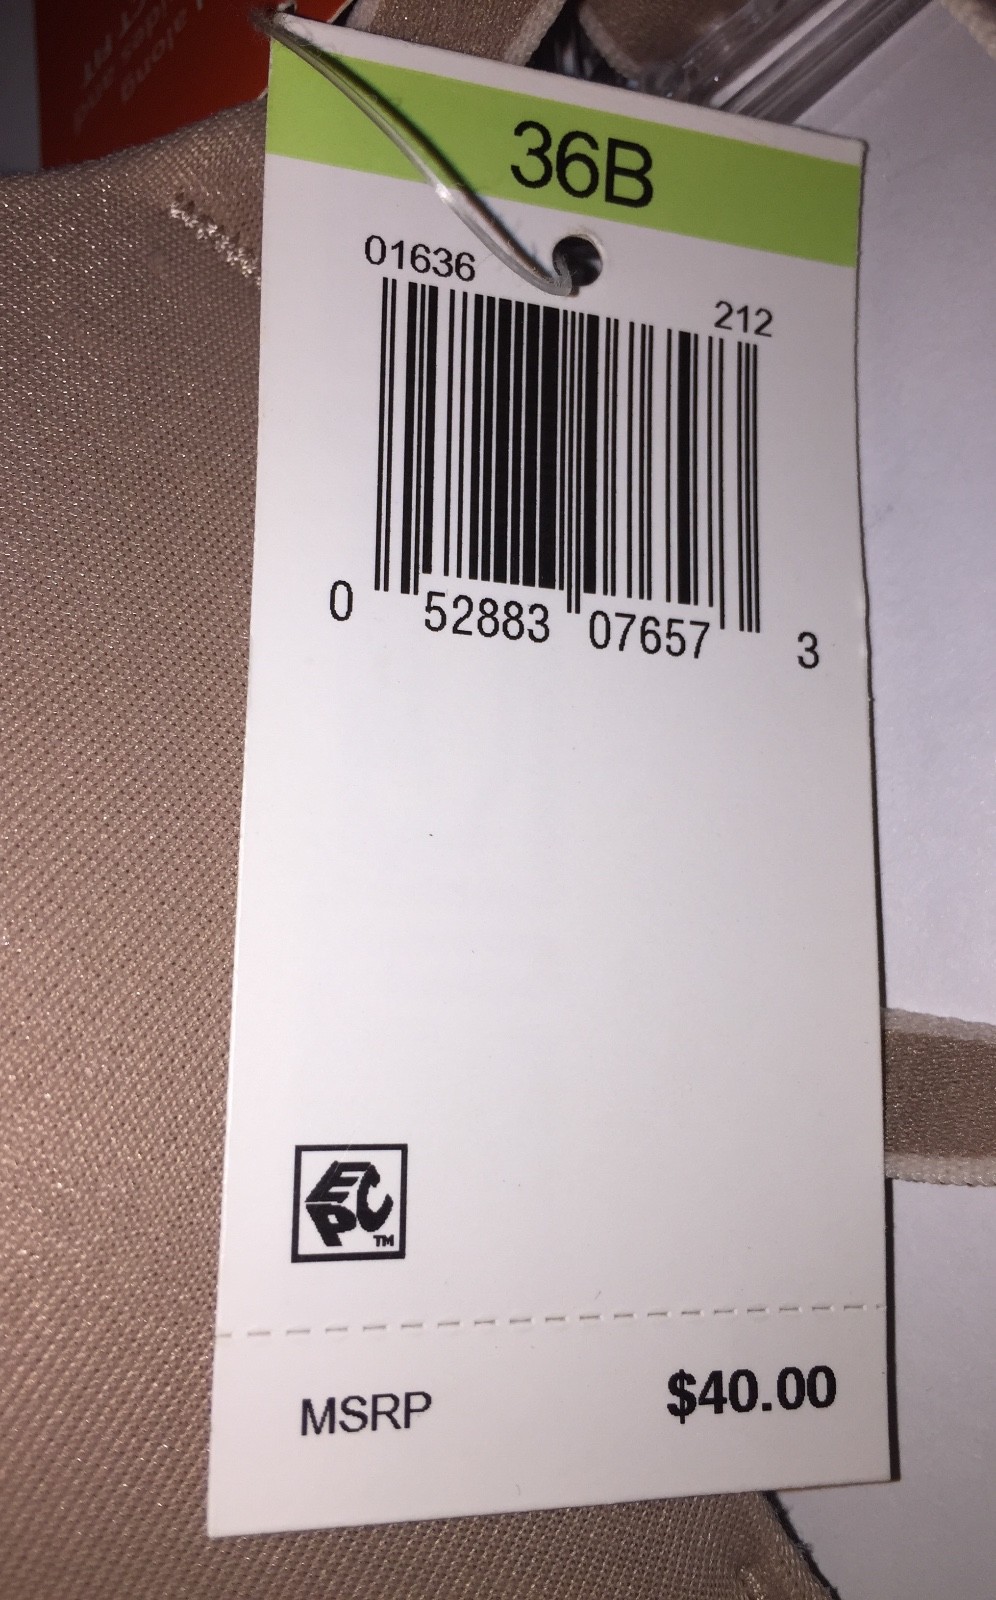 36B
01636
212
0 52883 07657 3
EPC TM
MSRP $40.00